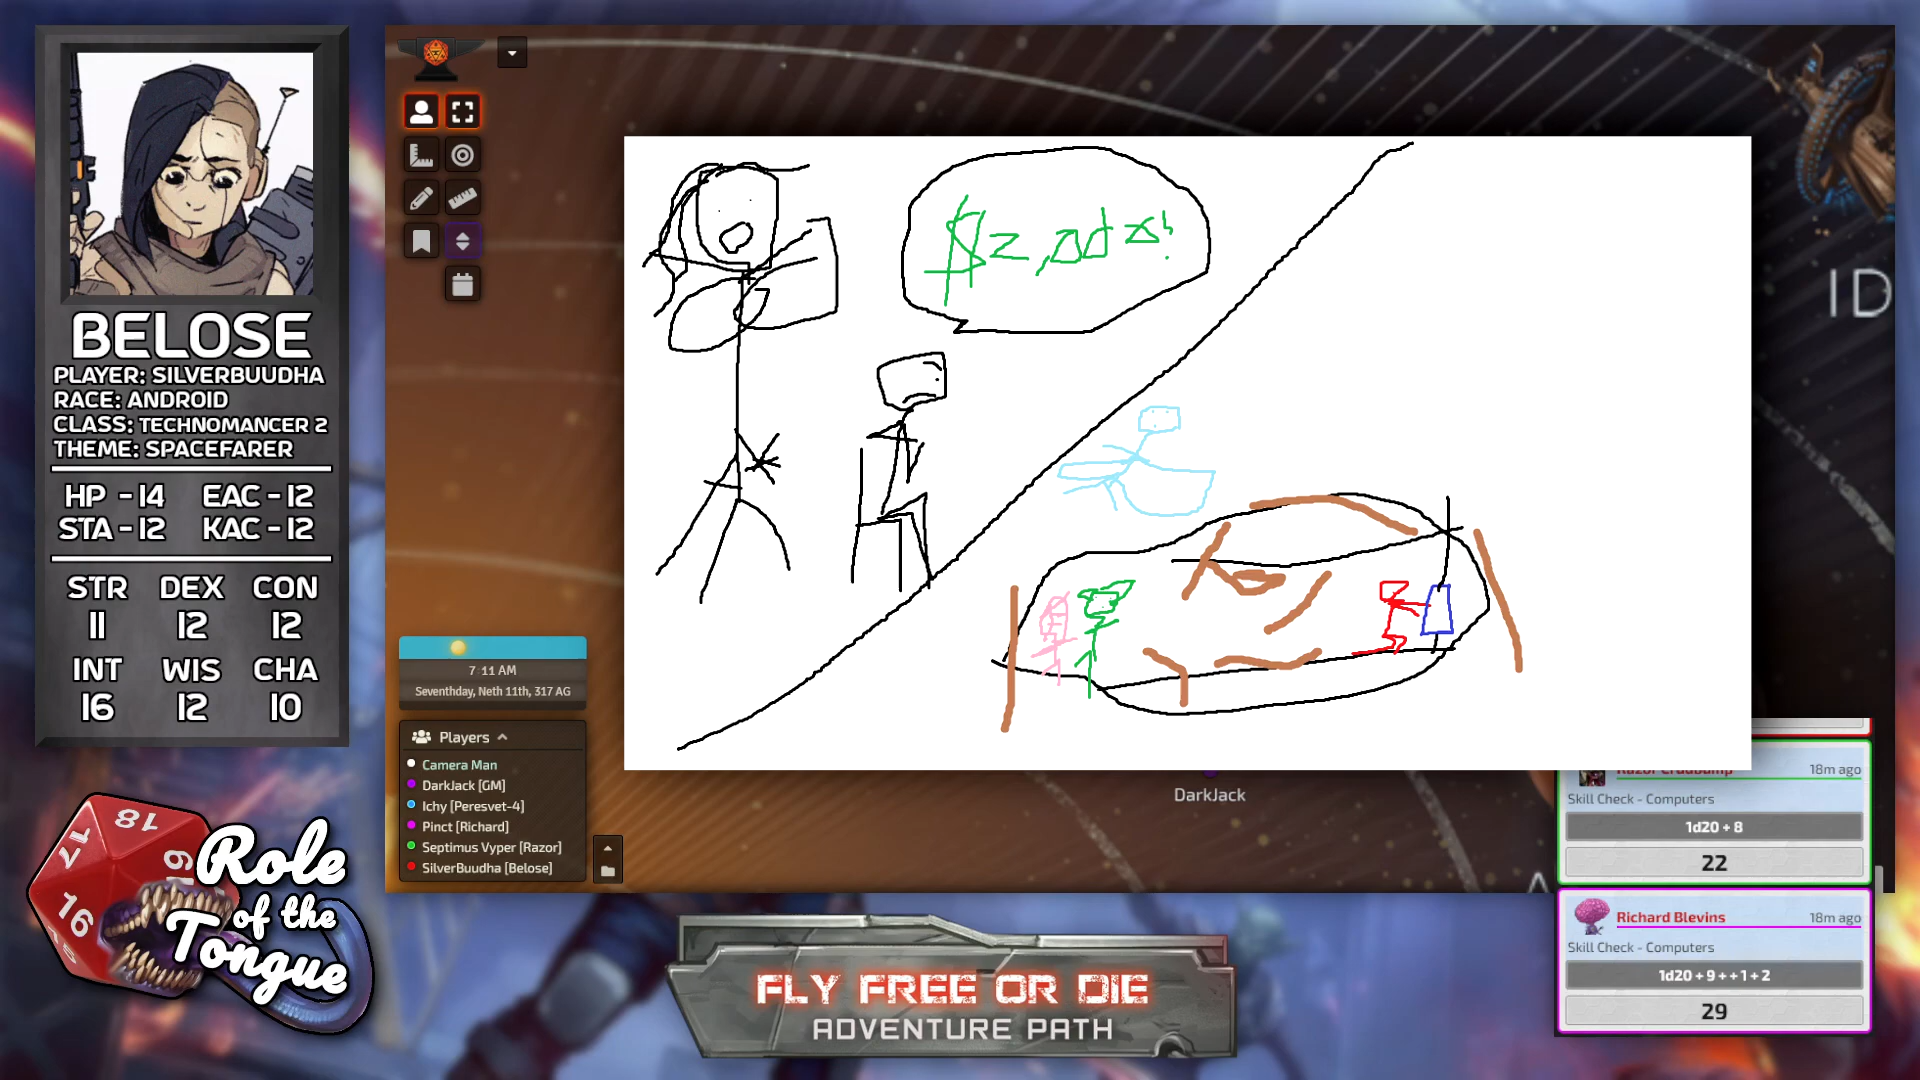 BELOSE
PLAYER: SILVERBUUDHA
RACE: ANDROID
CLASS: TECHNOMANCER 2
THEME: SPACEFARER
HP - 14 EAC - 12
STA - 12 KAC - 12
STR DEX CON
11 12 12
INT WIS CHA
16 12 10
18
17
16
Role
of the
Tongue
7:11 AM
Seventhday, Neth 11th, 317 AG
Players
Camera Man
DarkJack [GM]
Ichy [Peresvet-4]
Pinct [Richard]
Septimus Vyper [Razor]
SilverBuudha [Belose]
ID
DarkJack
18m ago
Skill Check - Computers
1d20 + 8
22
Richard Blevins 18m ago
Skill Check - Computers
1d20 + 9 + + 1 + 2
29
FLY FREE OR DIE
ADVENTURE PATH